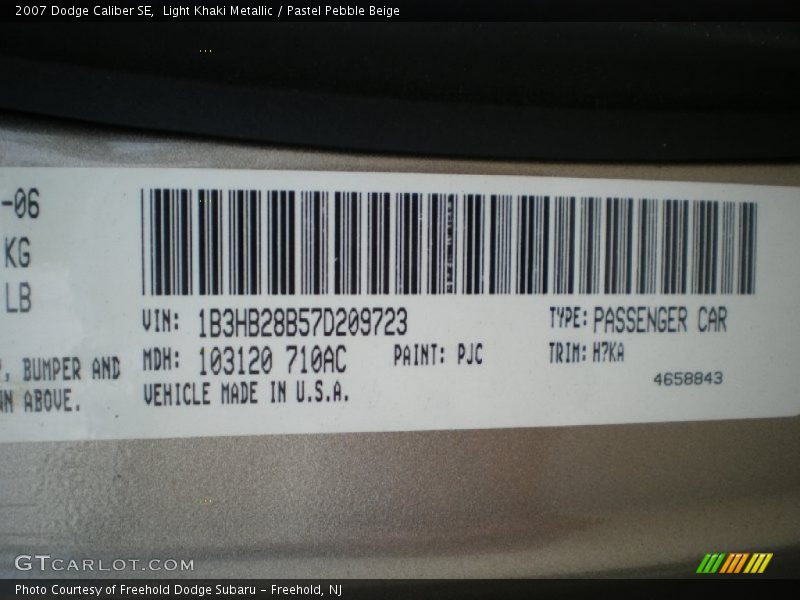 2007 Dodge Caliber SE,  Light Khaki Metallic / Pastel Pebble Beige
-06
KG
LB
VIN: 1B3HB28B57D209723
TYPE: PASSENGER CAR
, BUMPER AND
MDH: 103120 710AC
PAINT: PJC
TRIM: H?KA
ABOVE.
VEHICLE MADE IN U.S.A.
4658843
GTCARLOT.COM
Photo Courtesy of Freehold Dodge Subaru - Freehold, NJ